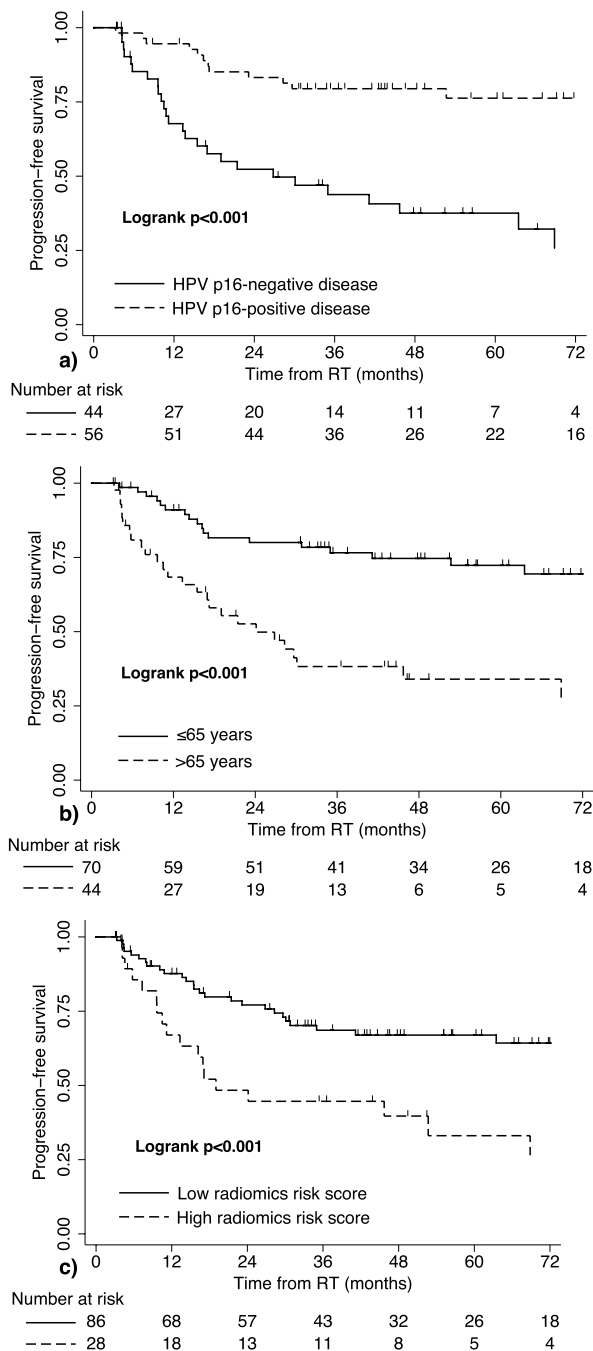 1.00
0.75
0.50
0.25
0.00
Progression−free survival
Logrank p<0.001
HPV p16-negative disease
HPV p16-positive disease
a)
0 12 24 36 48 60 72
Time from RT (months)
Number at risk
44 27 20 14 11 7 4
56 51 44 36 26 22 16
1.00
0.75
0.50
0.25
0.00
Progression−free survival
Logrank p<0.001
≤65 years
>65 years
b)
0 12 24 36 48 60 72
Time from RT (months)
Number at risk
70 59 51 41 34 26 18
44 27 19 13 6 5 4
1.00
0.75
0.50
0.25
0.00
Progression−free survival
Logrank p<0.001
Low radiomics risk score
High radiomics risk score
c)
0 12 24 36 48 60 72
Time from RT (months)
Number at risk
86 68 57 43 32 26 18
28 18 13 11 8 5 4